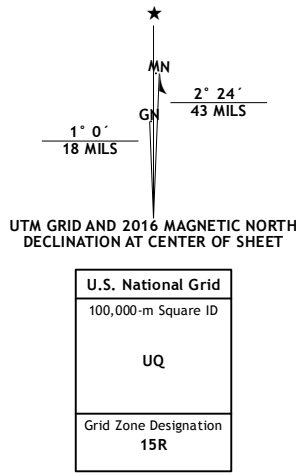 ★
MN
GN
2° 24´
43 MILS
1° 0´
18 MILS
UTM GRID AND 2016 MAGNETIC NORTH
DECLINATION AT CENTER OF SHEET
U.S. National Grid
100,000-m Square ID
UQ
Grid Zone Designation
15R